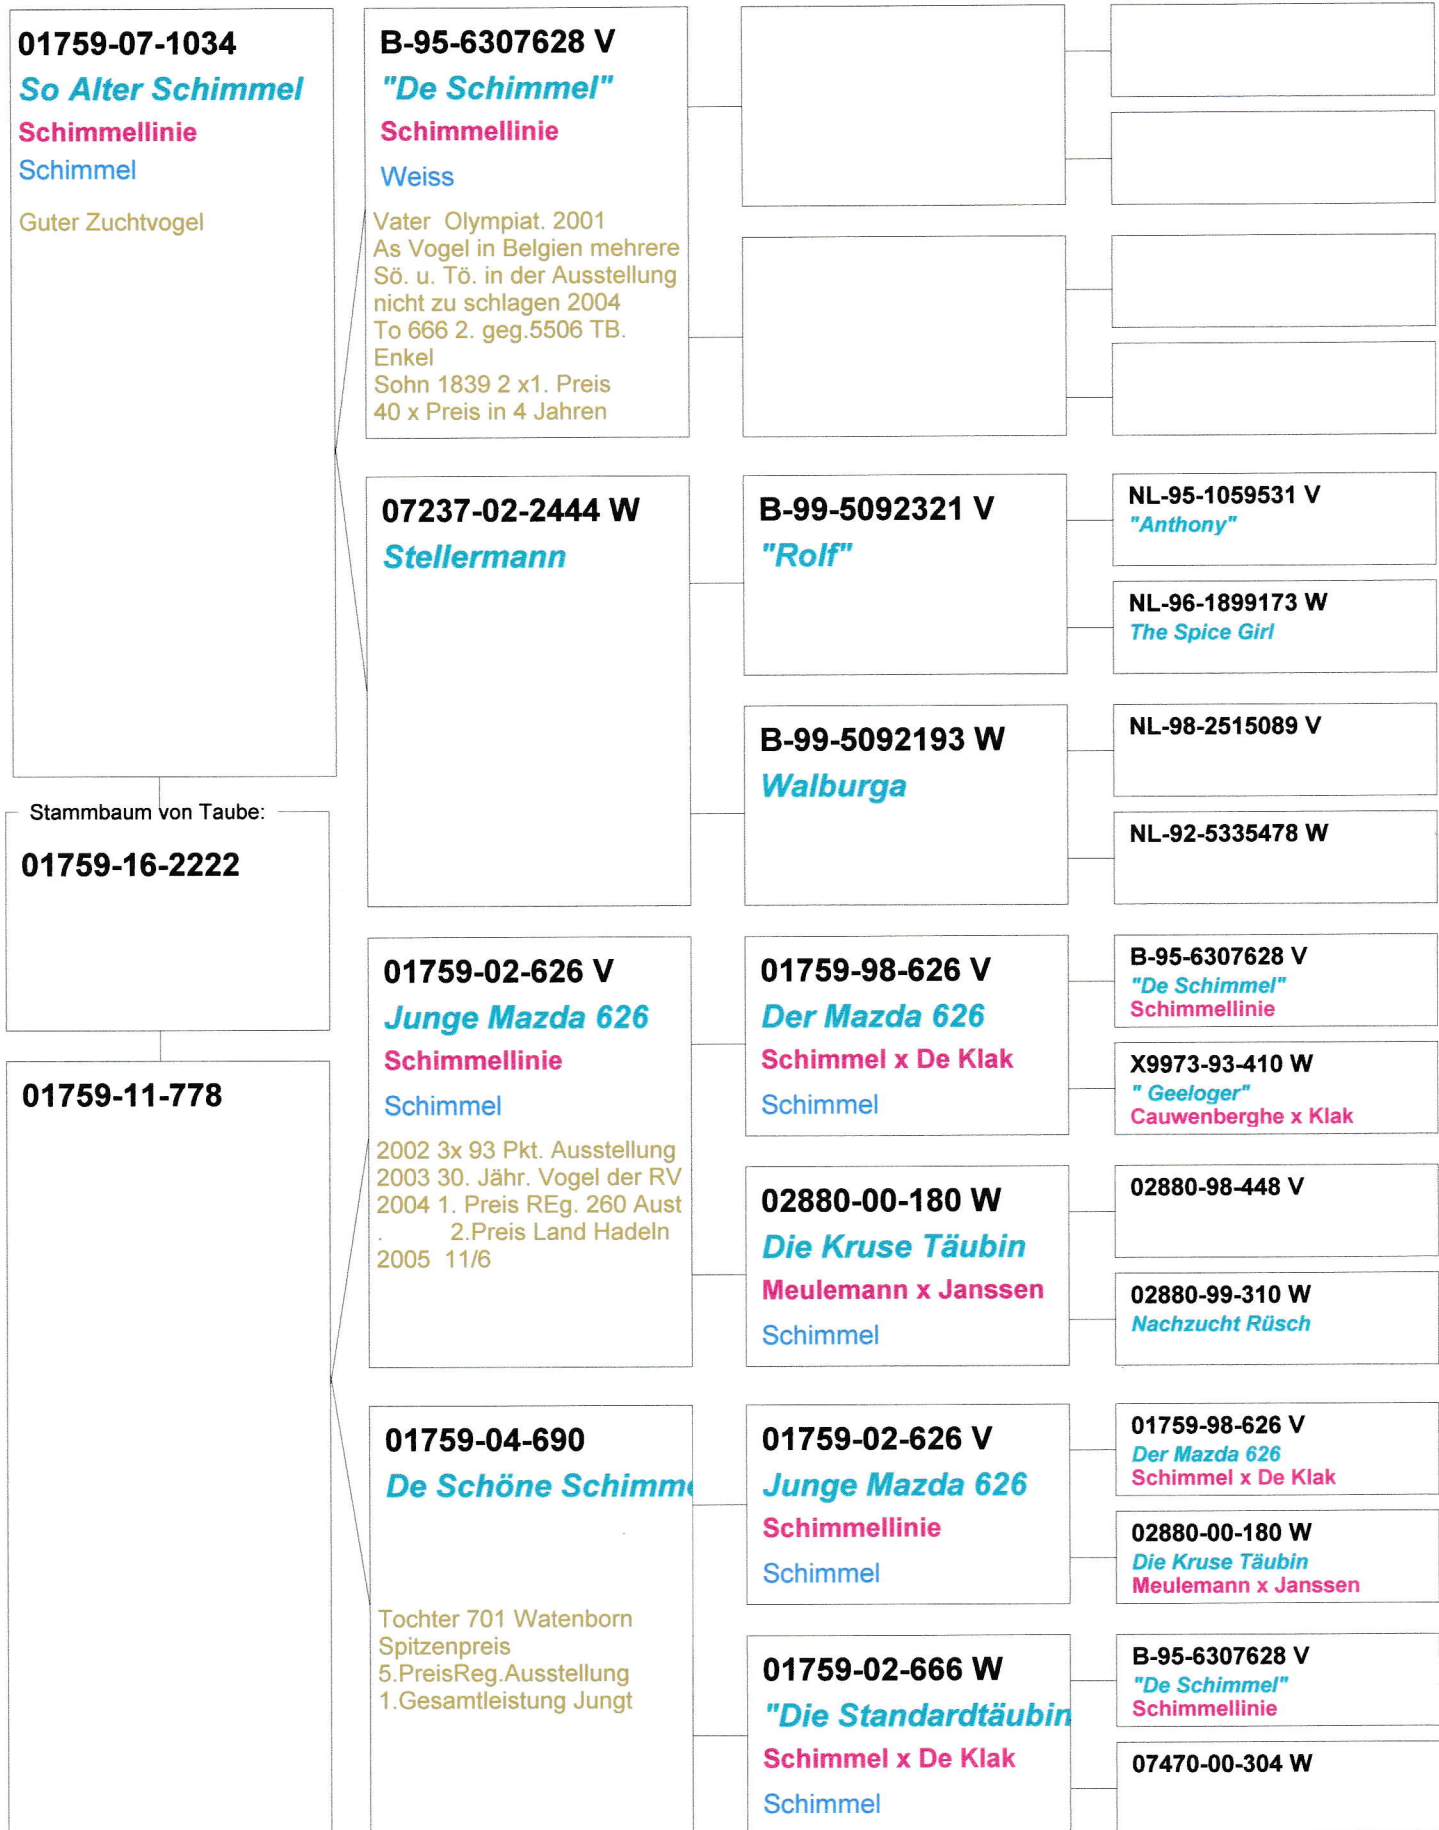 01759-07-1034
So Alter Schimmel
Schimmellinie
Schimmel
Guter Zuchtvogel
Stammbaum von Taube:
01759-16-2222
01759-11-778
B-95-6307628 V
"De Schimmel"
Schimmellinie
Weiss
Vater Olympiat. 2001
As Vogel in Belgien mehrere
Sö. u. Tö. in der Ausstellung
nicht zu schlagen 2004
To 666 2. geg.5506 TB.
Enkel
Sohn 1839 2 x1. Preis
40 x Preis in 4 Jahren
07237-02-2444 W
Stellermann
01759-02-626 V
Junge Mazda 626
Schimmellinie
Schimmel
2002 3x 93 Pkt. Ausstellung
2003 30. Jähr. Vogel der RV
2004 1. Preis REg. 260 Aust
. 2.Preis Land Hadeln
2005 11/6
01759-04-690
De Schöne Schimme
Tochter 701 Watenborn
Spitzenpreis
5.PreisReg.Ausstellung
1.Gesamtleistung Jungt
B-99-5092321 V
"Rolf"
B-99-5092193 W
Walburga
01759-98-626 V
Der Mazda 626
Schimmel x De Klak
Schimmel
02880-00-180 W
Die Kruse Täubin
Meulemann x Janssen
Schimmel
01759-02-626 V
Junge Mazda 626
Schimmellinie
Schimmel
01759-02-666 W
"Die Standardtäubin
Schimmel x De Klak
Schimmel
NL-95-1059531 V
"Anthony"
NL-96-1899173 W
The Spice Girl
NL-98-2515089 V
NL-92-5335478 W
B-95-6307628 V
"De Schimmel"
Schimmellinie
X9973-93-410 W
" Geeloger"
Cauwenberghe x Klak
02880-98-448 V
02880-99-310 W
Nachzucht Rüsch
01759-98-626 V
Der Mazda 626
Schimmel x De Klak
02880-00-180 W
Die Kruse Täubin
Meulemann x Janssen
B-95-6307628 V
"De Schimmel"
Schimmellinie
07470-00-304 W